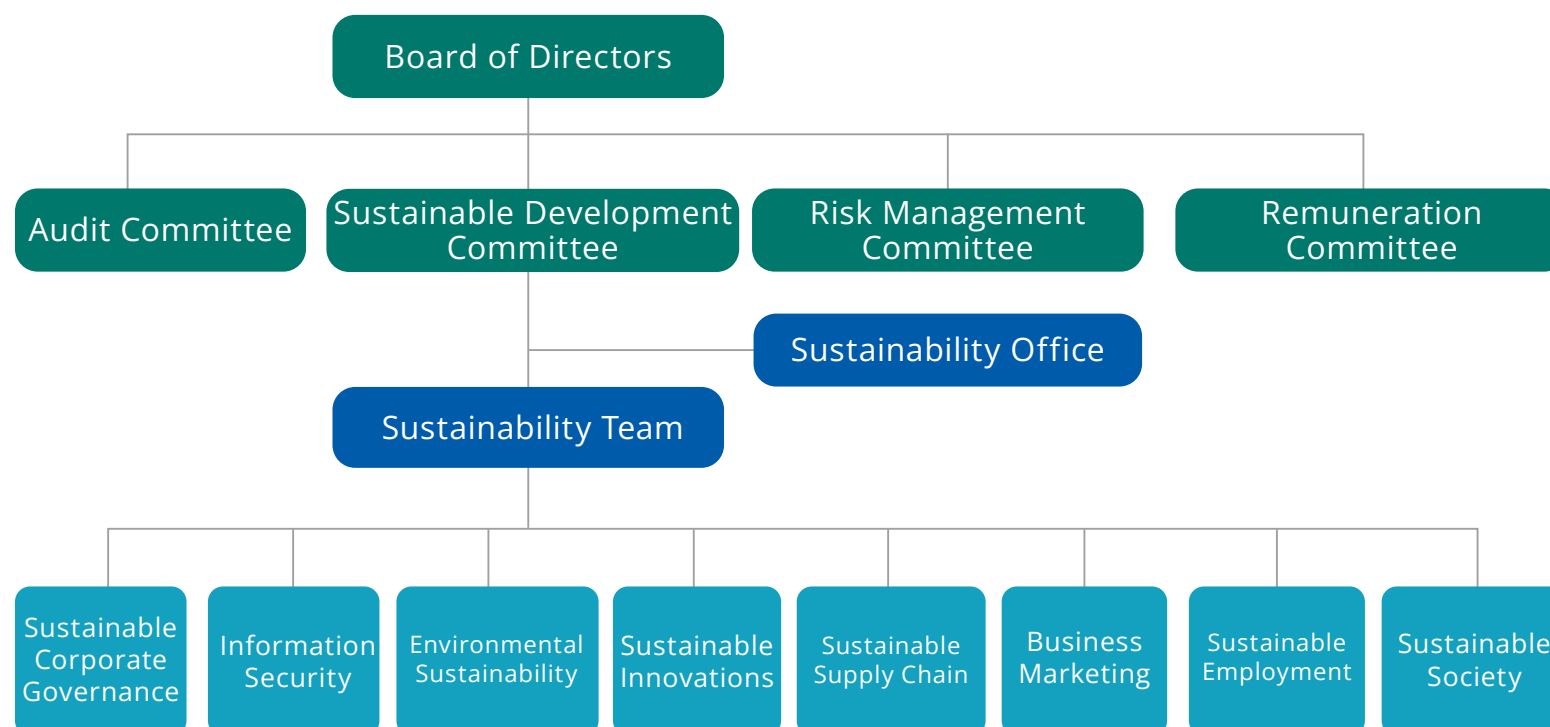 Board of Directors
Audit Committee
Sustainable Development
Committee
Risk Management
Committee
Remuneration
Committee
Sustainability Office
Sustainability Team
Sustainable
Corporate
Governance
Information
Security
Environmental
Sustainability
Sustainable
Innovations
Sustainable
Supply Chain
Business
Marketing
Sustainable
Employment
Sustainable
Society